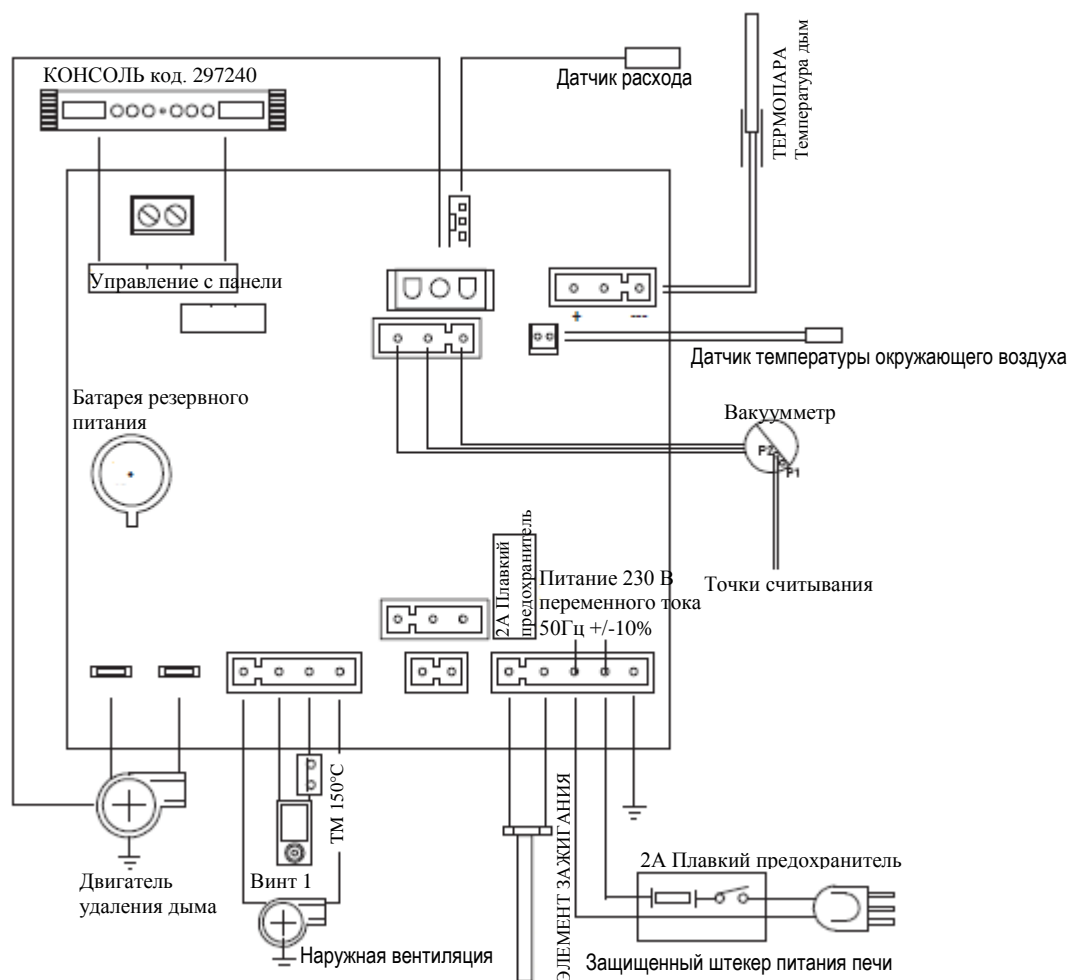 КОНСОЛЬ код. 297240
Датчик расхода
ТЕРМОПАРА
Температура дым
Управление с панели
+
---
Датчик температуры окружающего воздуха
Батарея резервного
питания
Вакуумметр
P2
P1
Точки считывания
2А Плавкий
предохранитель
Питание 230 В
переменного тока
50Гц +/-10%
ТМ 150°C
ЭЛЕМЕНТ ЗАЖИГАНИЯ
Двигатель
удаления дыма
Винт 1
Наружная вентиляция
2А Плавкий предохранитель
Защищенный штекер питания печи